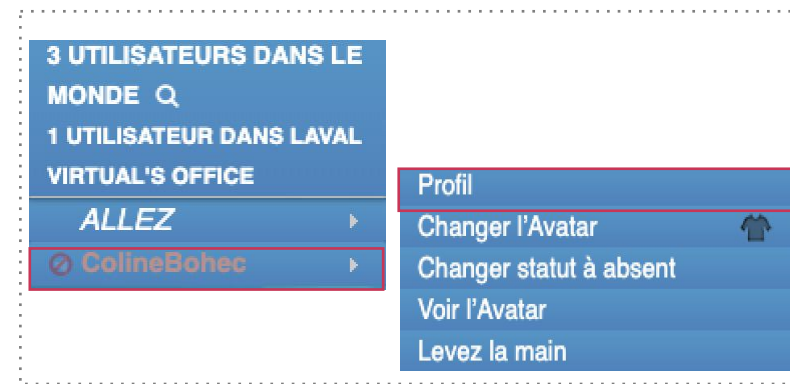 3 UTILISATEURS DANS LE
MONDE
1 UTILISATEUR DANS LAVAL
VIRTUAL'S OFFICE
ALLEZ
ColineBohec
Profil
Changer l'Avatar
Changer statut à absent
Voir l'Avatar
Levez la main